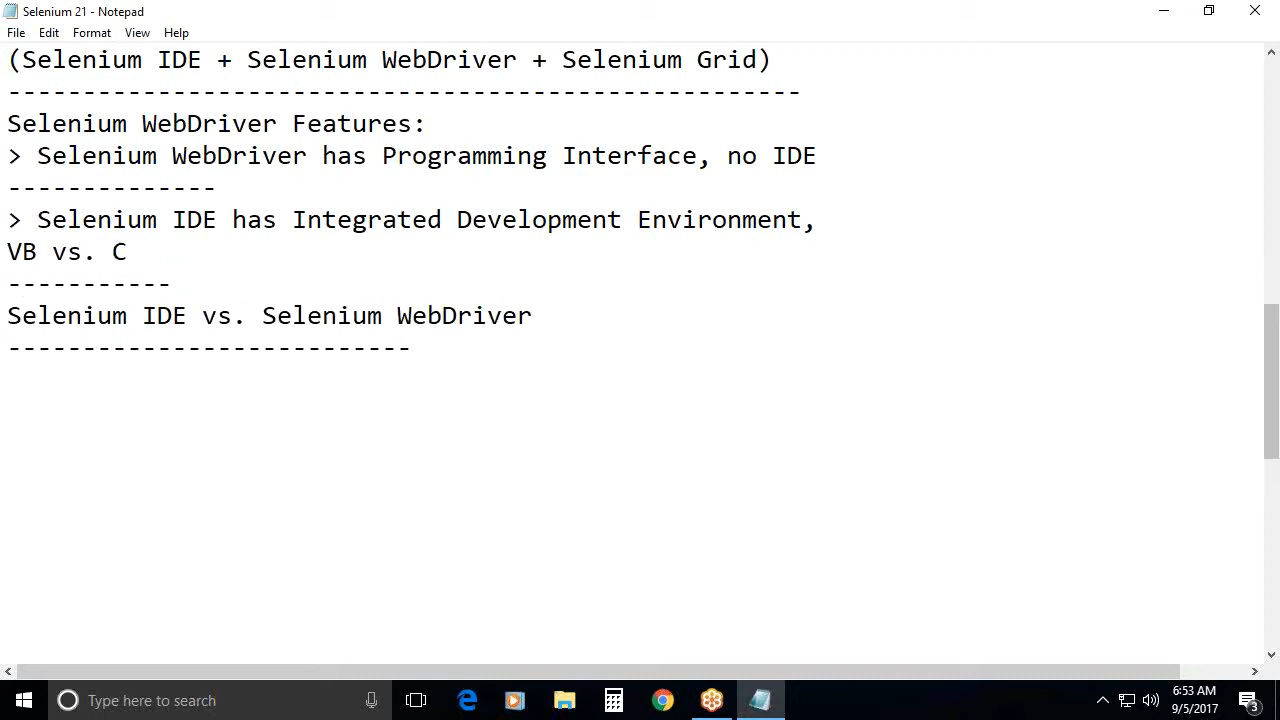 Selenium 21 - Notepad
File Edit Format View Help
(Selenium IDE + Selenium WebDriver + Selenium Grid)
-----------------------------------------------------
Selenium WebDriver Features:
> Selenium WebDriver has Programming Interface, no IDE
--------------
> Selenium IDE has Integrated Development Environment,
VB vs. C
-----------
Selenium IDE vs. Selenium WebDriver
---------------------------
Type here to search
6:53 AM
9/5/2017
3